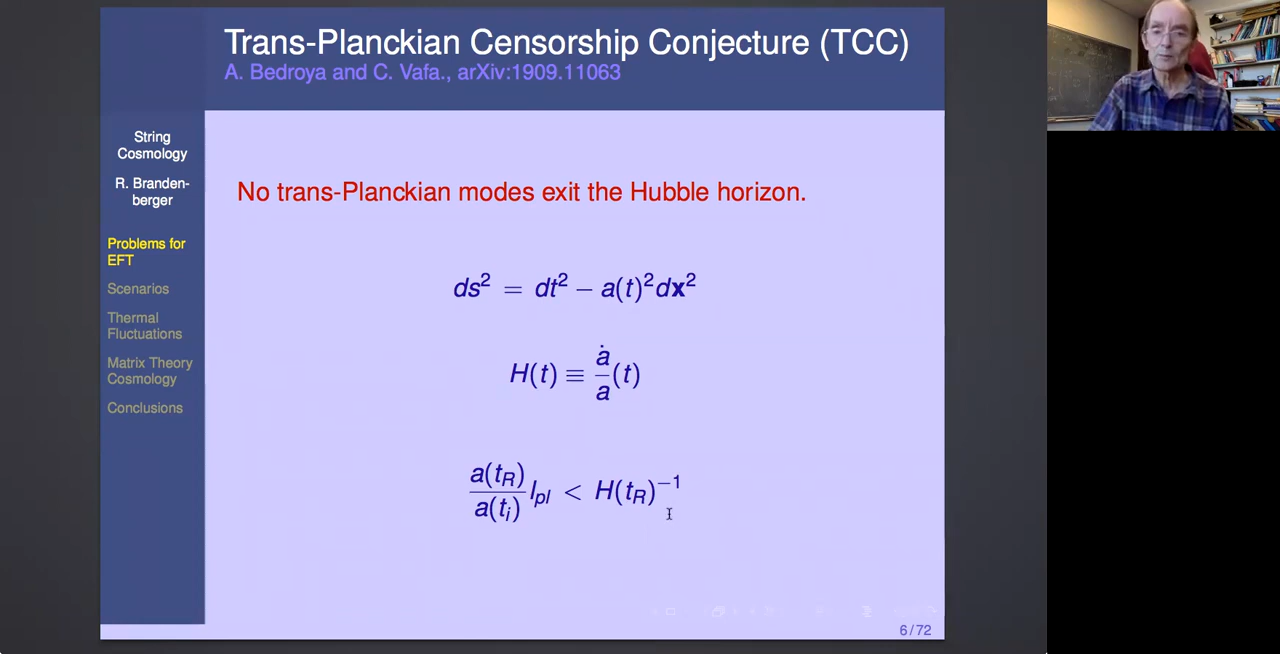 Trans-Planckian Censorship Conjecture (TCC)
A. Bedroya and C. Vafa., arXiv:1909.11063
String
Cosmology
R. Branden-
berger
Problems for
EFT
Scenarios
Thermal
Fluctuations
Matrix Theory
Cosmology
Conclusions
No trans-Planckian modes exit the Hubble horizon.
ds² = dt² − a(t)²dx²
H(t) ≡ ȧ/a (t)
a(t_R)/a(t_i) l_pl < H(t_R)⁻¹
6/72